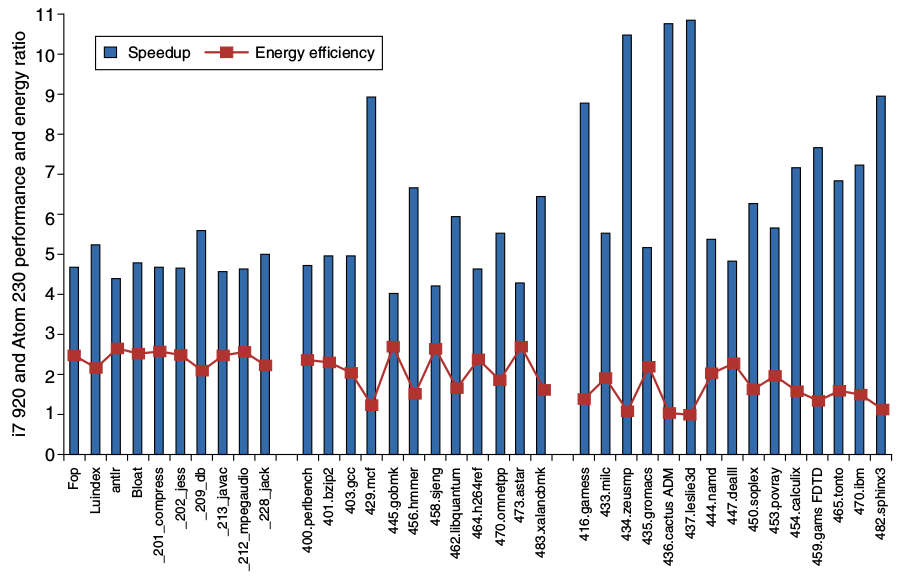 i7 920 and Atom 230 performance and energy ratio
11
10
9
8
7
6
5
4
3
2
1
0
Speedup
Energy efficiency
Fop
Luindex
antlr
Bloat
_201_compress
_202_jess
_209_db
_213_javac
_212_mpegaudio
_228_jack
400.perlbench
401.bzip2
403.gcc
429.mcf
445.gobmk
456.hmmer
458.sjeng
462.libquantum
464.h264ref
470.omnetpp
473.astar
483.xalancbmk
416.gamess
433.milc
434.zeusmp
435.gromacs
436.cactus ADM
437.leslie3d
444.namd
447.dealII
450.soplex
453.povray
454.calculix
459.gams FDTD
465.tonto
470.ibm
482.sphinx3